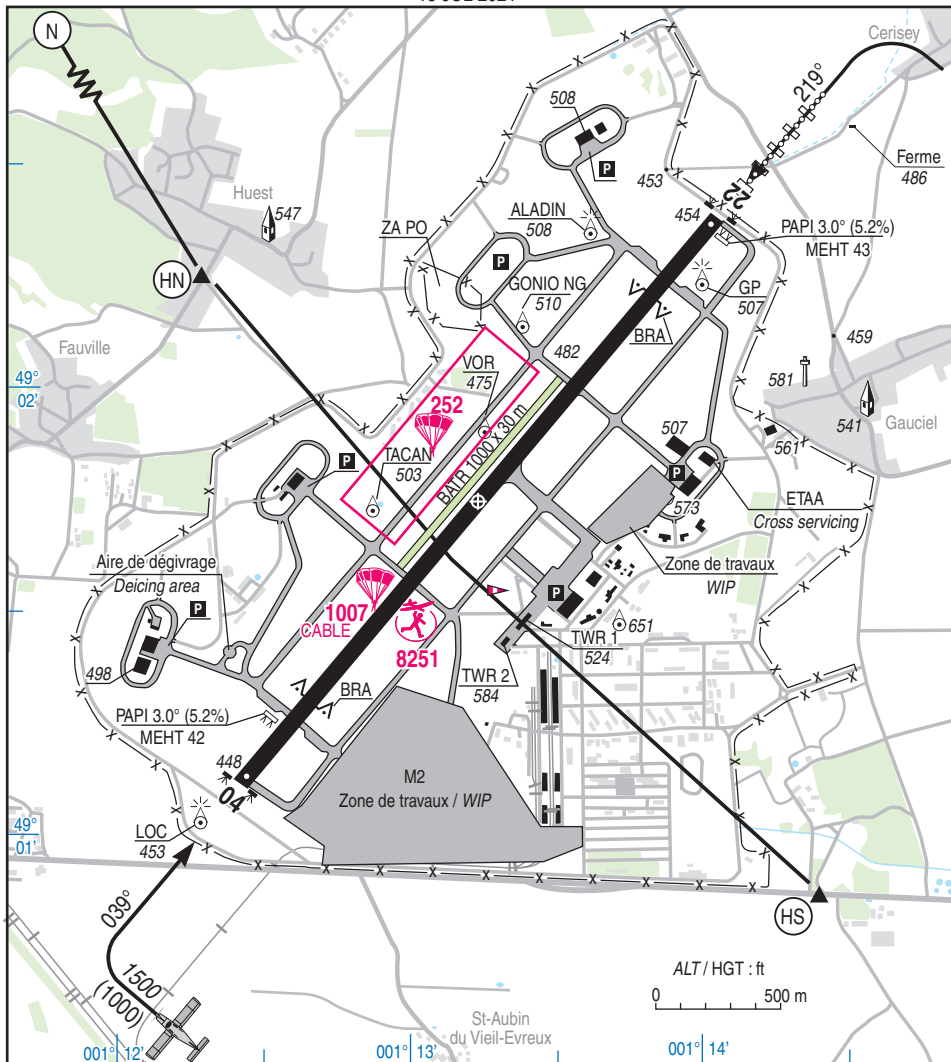 N
Cerisey
219°
508
P
Ferme
486
Huest
547
453
22
ALADIN
508
454
ZA PO
PAPI 3.0° (5.2%)
MEHT 43
P
HN
GONIO NG
510
GP
507
BRA
Fauville
482
459
VOR
475
49°
02'
581
252
541
Gauciel
507
561
TACAN
503
BATR 1000 x 30 m
P
P
573
ETAA
Cross servicing
Aire de dégivrage
Deicing area
Zone de travaux
WIP
P
1007
CABLE
P
651
8251
TWR 1
524
498
BRA
TWR 2
584
PAPI 3.0° (5.2%)
MEHT 42
448
M2
Zone de travaux / WIP
04
49°
01'
LOC
453
039°
HS
1500
(1000)
ALT / HGT : ft
0 500 m
St-Aubin
du Vieil-Evreux
001° 12'
001° 13'
001° 14'